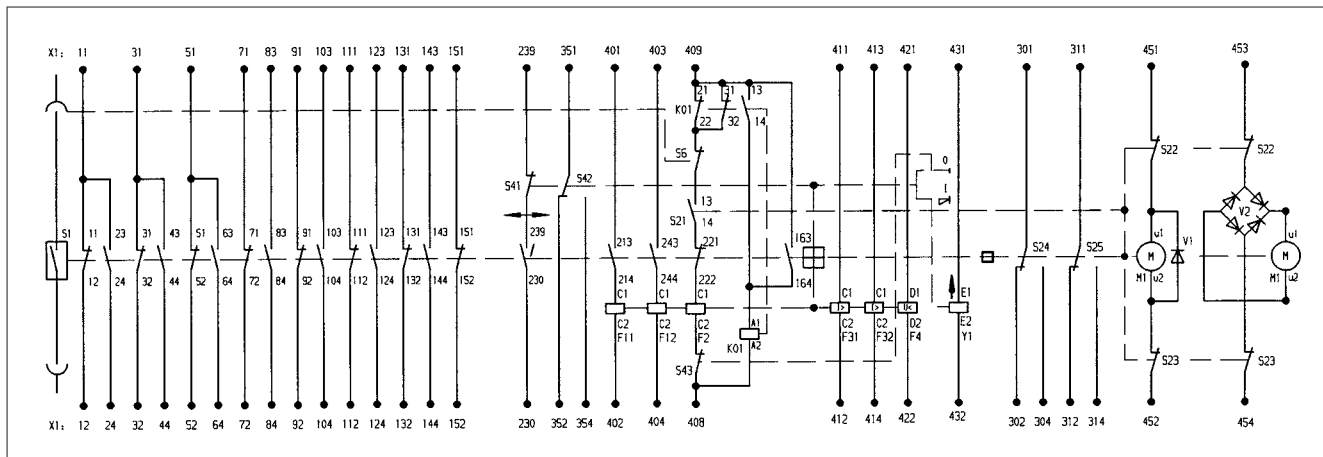 X1: 11 31 51 71 83 91 103 111 123 131 143 151 239 351 401 403 409 411 413 421 431 301 311 451 453
21 31 13
K01 22 32 14
S6 S22 S22
0
S41 S42 V2
13
S21 14
S1 11 23 31 43 51 63 71 83 91 103 111 123 131 143 151 239 213 243 221 163 S24 S25 u1 V1 u1
M M
12 24 32 44 52 64 72 84 92 104 112 124 132 144 152 230 214 244 222 164 M1 u2 M1 u2
C1 C1 C1 C1 C1 D1 E1
I> I> U<
C2 C2 C2 A1 C2 C2 D2 E2
F11 F12 F2 K01 A2 F31 F32 F4 Y1
S43 S23 S23
X1: 12 24 32 44 52 64 72 84 92 104 112 124 132 144 152 230 352 354 402 404 408 412 414 422 432 302 304 312 314 452 454